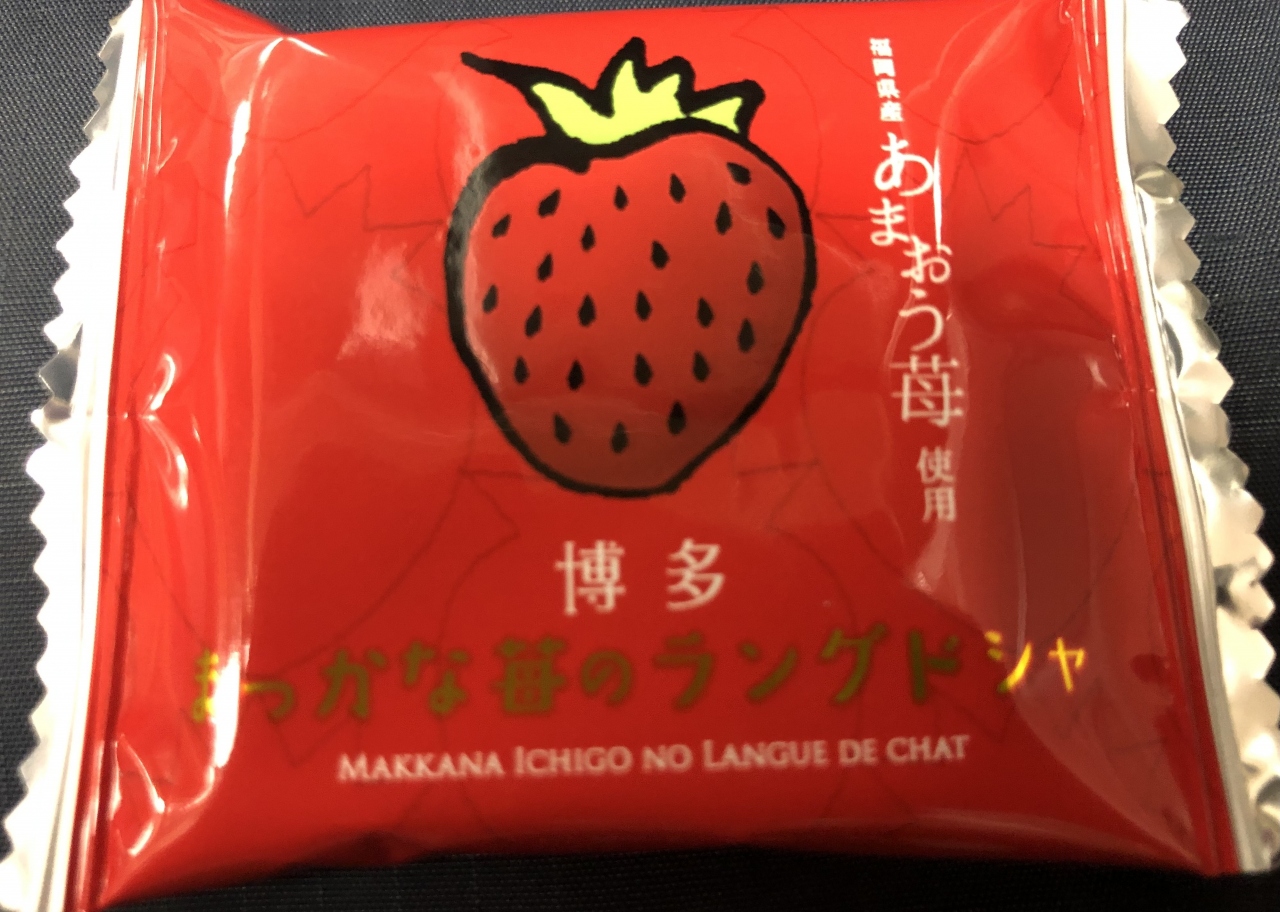 福岡県産 あまおう苺 使用
博多
まっかな苺のラングドシャ
MAKKANA ICHIGO NO LANGUE DE CHAT